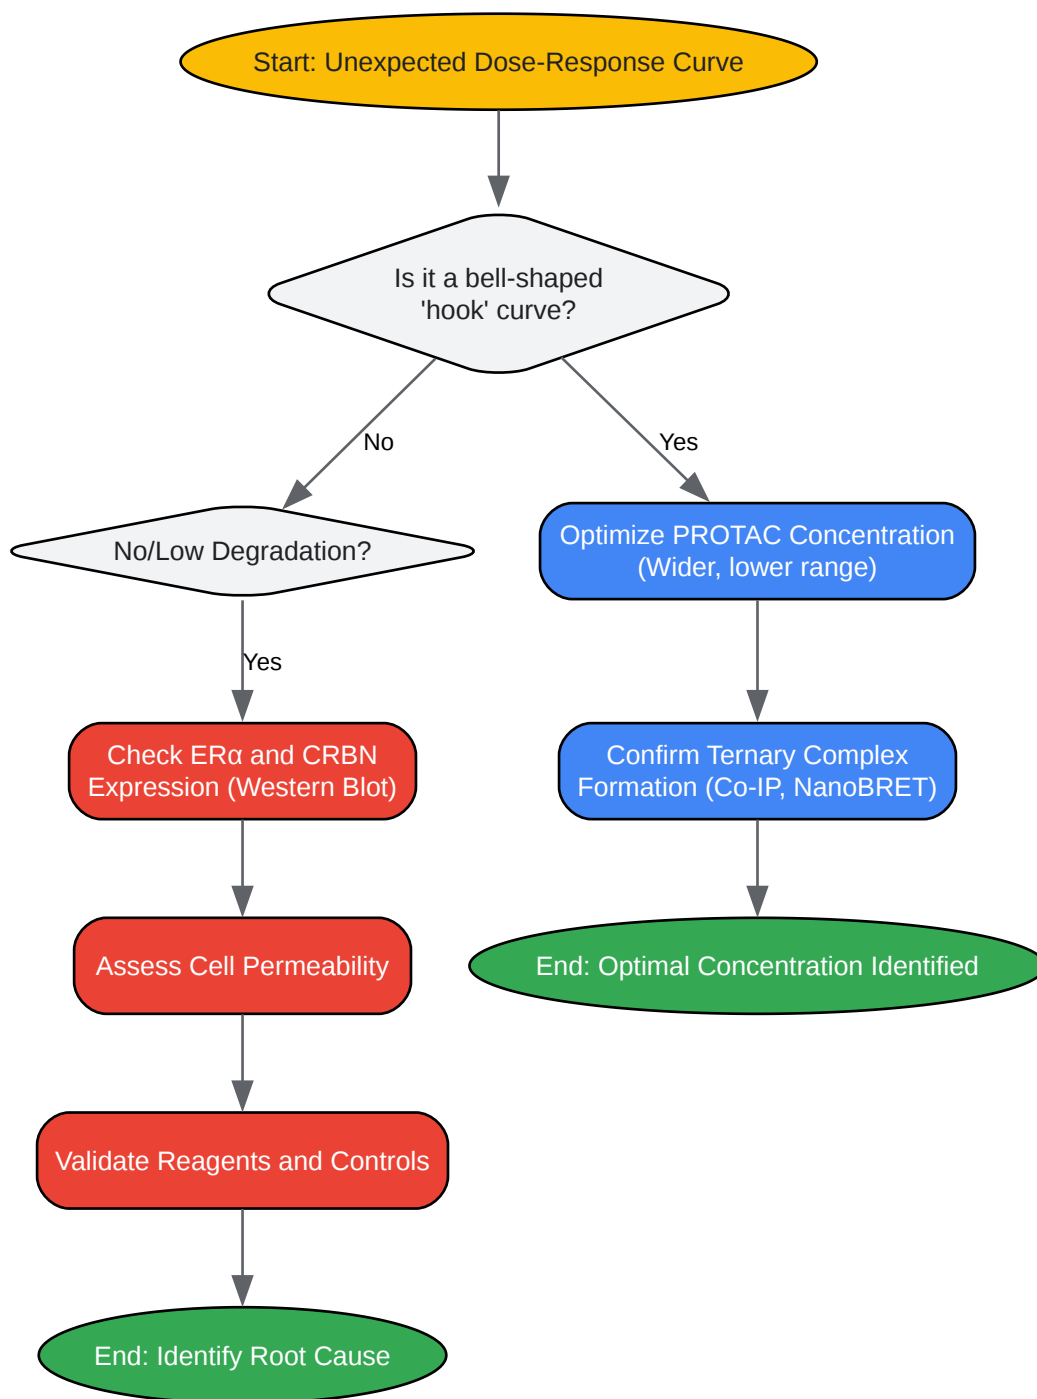 Start: Unexpected Dose-Response Curve
Is it a bell-shaped
'hook' curve?
No
Yes
No/Low Degradation?
Optimize PROTAC Concentration
(Wider, lower range)
Yes
Check ERα and CRBN
Expression (Western Blot)
Confirm Ternary Complex
Formation (Co-IP, NanoBRET)
Assess Cell Permeability
End: Optimal Concentration Identified
Validate Reagents and Controls
End: Identify Root Cause